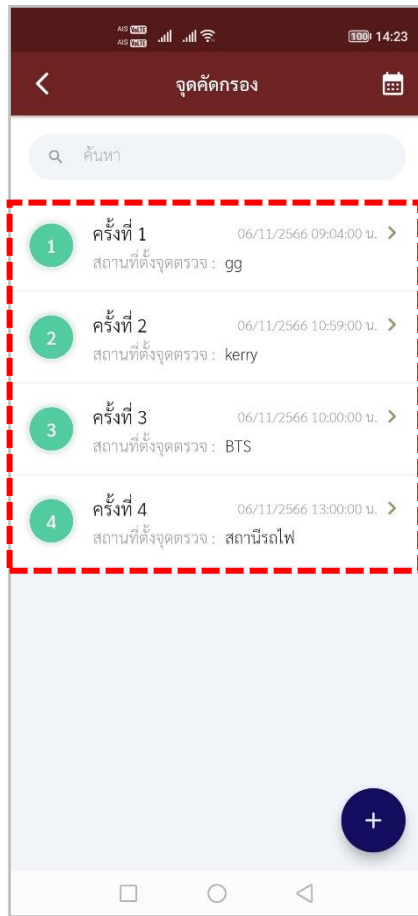 AIS VoLTE
AIS VoLTE
100 14:23
จุดคัดกรอง
ค้นหา
1 ครั้งที่ 1 06/11/2566 09:04:00 น.
สถานที่ตั้งจุดตรวจ : gg
2 ครั้งที่ 2 06/11/2566 10:59:00 น.
สถานที่ตั้งจุดตรวจ : kerry
3 ครั้งที่ 3 06/11/2566 10:00:00 น.
สถานที่ตั้งจุดตรวจ : BTS
4 ครั้งที่ 4 06/11/2566 13:00:00 น.
สถานที่ตั้งจุดตรวจ : สถานีรถไฟ
+